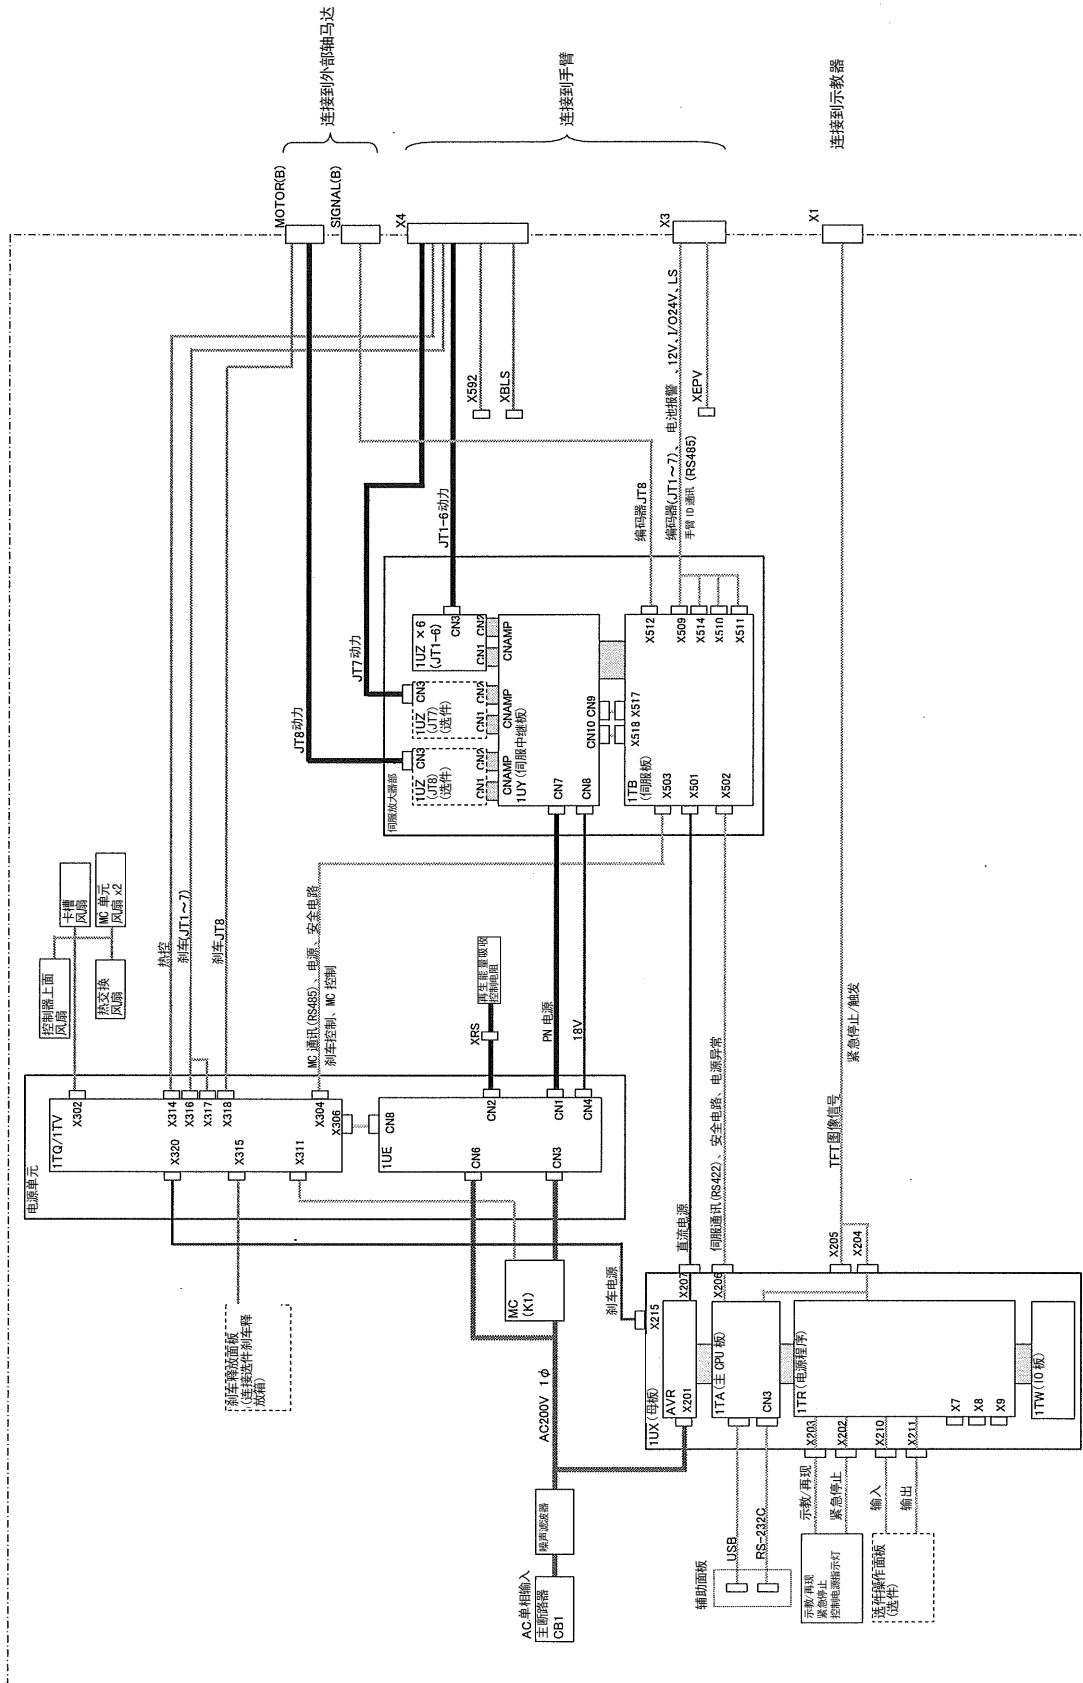 连接到外部轴马达
连接到手臂
连接到示教器
MOTOR(B)
SIGNAL(B)
X4
X3
X1
X592
XBLS
XEPV
编码器JT8
编码器(JT1～7)、电池报警、12V、I/O24V、LS
手臂 ID 通讯 (RS485)
JT8动力
JT7动力
JT1-6动力
伺服放大器部
1UZ
(JT8)
(选件)
CN3
CN1
CN2
CNAMP
1UZ
(JT7)
(选件)
CN3
CN1
CN2
CNAMP
1UZ × 6
(JT1-6)
CN3
CN1
CN2
CNAMP
1UY (伺服中继板)
CN7
CN8
CN10
CN9
X518
X517
1TB
(伺服板)
X503
X501
X502
X512
X509
X514
X510
X511
控制器上面
风扇
卡槽
风扇
热交换
风扇
MC 单元
风扇 x2
热控
刹车(JT1～7)
刹车JT8
MC 通讯(RS485)、电源、安全电路
刹车控制、MC 控制
再生能量吸收
控制电阻
XRS
PN 电源
18V
电源单元
1TQ/1TV
X302
X314
X316
X317
X318
X304
X306
X320
X315
X311
1UE
CN8
CN2
CN1
CN4
CN6
CN3
刹车释放面板
(连接选件刹车释
放箱)
MC
(K1)
刹车电源
直流电源
伺服通讯(RS422)、安全电路、电源异常
TFT图像信号
紧急停止/触发
AC200V 1φ
噪声滤波器
AC.单相输入
主断路器
CB1
1UX (母板)
X215
AVR
X201
X207
X206
1TA (主 CPU 板)
CN3
1TR (电源程序)
X205
X204
X203
X202
X210
X211
X7
X8
X9
1TW (IO 板)
USB
RS-232C
辅助面板
示教/再现
紧急停止
输入
输出
示教/再现
紧急停止
控制电源指示灯
选件操作面板
(选件)